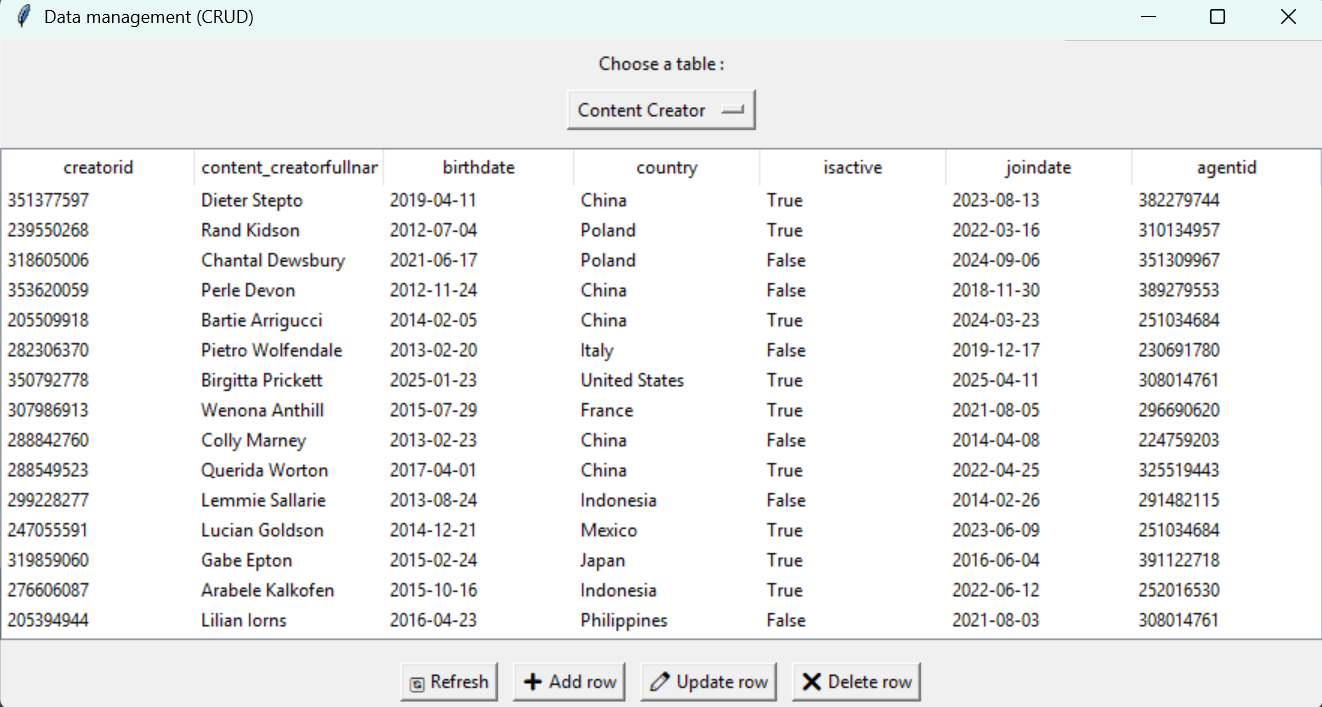 Data management (CRUD)
Choose a table :
Content Creator
creatorid content_creatorfullnar birthdate country isactive joindate agentid
351377597 Dieter Stepto 2019-04-11 China True 2023-08-13 382279744
239550268 Rand Kidson 2012-07-04 Poland True 2022-03-16 310134957
318605006 Chantal Dewsbury 2021-06-17 Poland False 2024-09-06 351309967
353620059 Perle Devon 2012-11-24 China False 2018-11-30 389279553
205509918 Bartie Arrigucci 2014-02-05 China True 2024-03-23 251034684
282306370 Pietro Wolfendale 2013-02-20 Italy False 2019-12-17 230691780
350792778 Birgitta Prickett 2025-01-23 United States True 2025-04-11 308014761
307986913 Wenona Anthill 2015-07-29 France True 2021-08-05 296690620
288842760 Colly Marney 2013-02-23 China False 2014-04-08 224759203
288549523 Querida Worton 2017-04-01 China True 2022-04-25 325519443
299228277 Lemmie Sallarie 2013-08-24 Indonesia False 2014-02-26 291482115
247055591 Lucian Goldson 2014-12-21 Mexico True 2023-06-09 251034684
319859060 Gabe Epton 2015-02-24 Japan True 2016-06-04 391122718
276606087 Arabele Kalkofen 2015-10-16 Indonesia True 2022-06-12 252016530
205394944 Lilian Iorns 2016-04-23 Philippines False 2021-08-03 308014761
Refresh Add row Update row Delete row